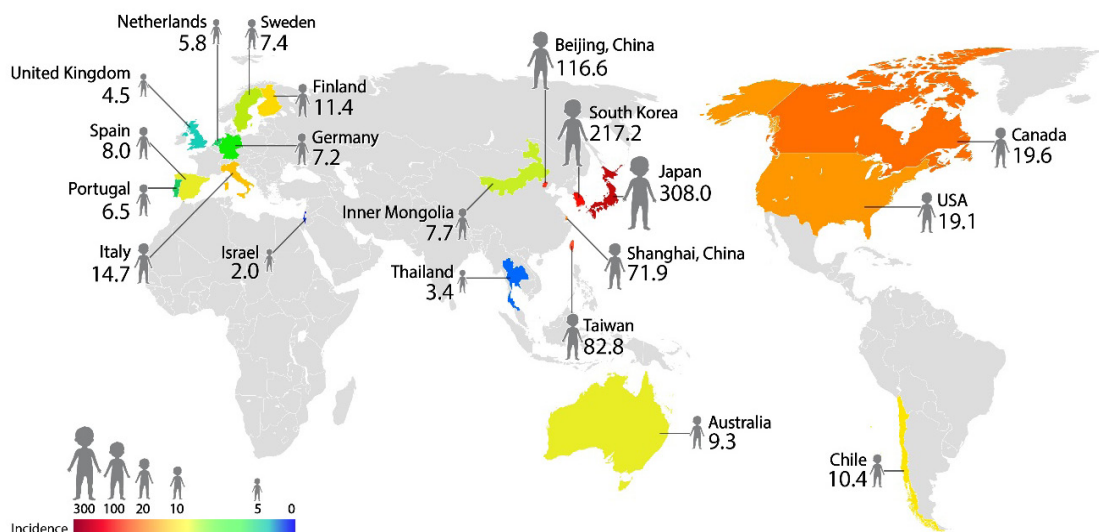 Netherlands
5.8
Sweden
7.4
United Kingdom
4.5
Finland
11.4
Spain
8.0
Germany
7.2
Portugal
6.5
Italy
14.7
Israel
2.0
Beijing, China
116.6
South Korea
217.2
Japan
308.0
Inner Mongolia
7.7
Shanghai, China
71.9
Thailand
3.4
Taiwan
82.8
Canada
19.6
USA
19.1
Australia
9.3
Chile
10.4
300 100 20 10 5 0
Incidence